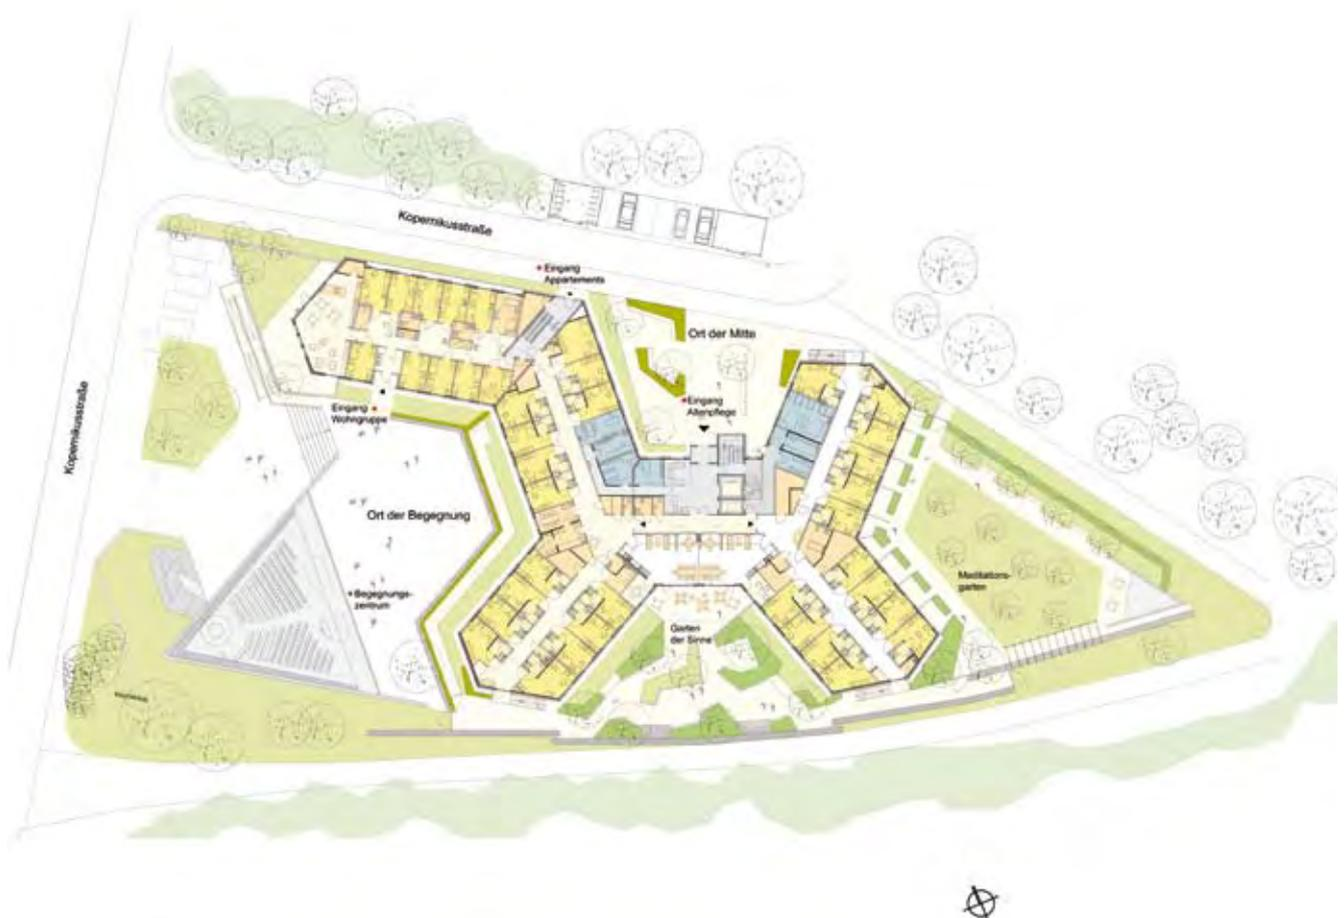 Kopernikusstraße
Eingang
Appartements
Ort der Mitte
Eingang
Altenpflege
Eingang
Wohngruppe
Kopernikusstraße
Ort der Begegnung
Begegnungs-
zentrum
Meditations-
garten
Garten
der Sinne